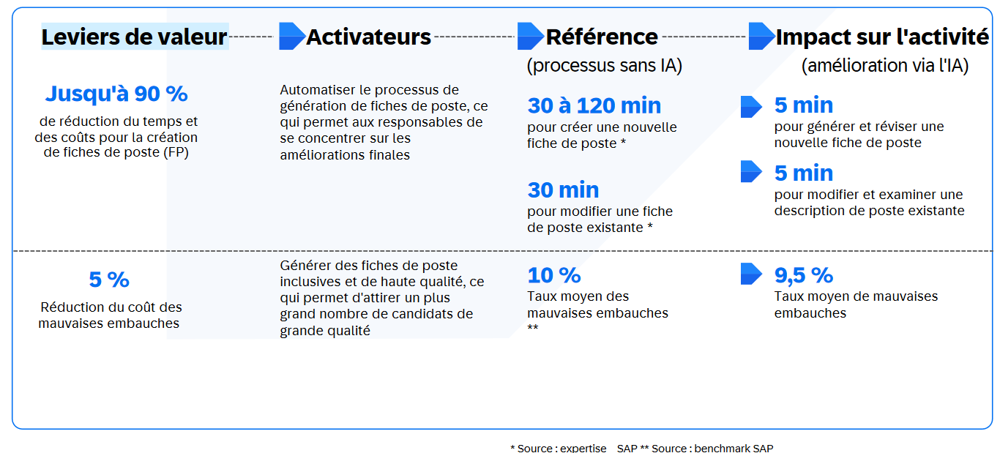 Leviers de valeur
Activateurs
Référence
(processus sans IA)
Impact sur l'activité
(amélioration via l'IA)
Jusqu'à 90 %
de réduction du temps et
des coûts pour la création
de fiches de poste (FP)
Automatiser le processus de
génération de fiches de poste, ce
qui permet aux responsables de
se concentrer sur les
améliorations finales
30 à 120 min
pour créer une nouvelle
fiche de poste *
30 min
pour modifier une fiche
de poste existante *
5 min
pour générer et réviser une
nouvelle fiche de poste
5 min
pour modifier et examiner une
description de poste existante
5 %
Réduction du coût des
mauvaises embauches
Générer des fiches de poste
inclusives et de haute qualité, ce
qui permet d'attirer un plus
grand nombre de candidats de
grande qualité
10 %
Taux moyen des
mauvaises embauches
**
9,5 %
Taux moyen de mauvaises
embauches
* Source : expertise SAP ** Source : benchmark SAP